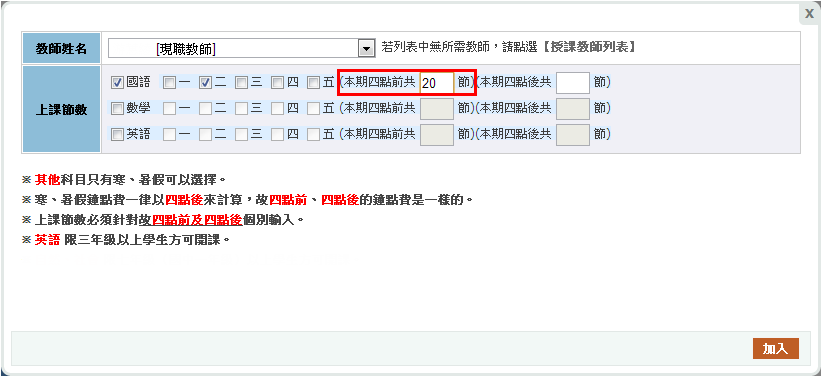 x
教師姓名 [現職教師] 若列表中無所需教師，請點選【授課教師列表】
上課節數
國語 一 二 三 四 五 (本期四點前共 20 節)(本期四點後共 節)
數學 一 二 三 四 五 (本期四點前共 節)(本期四點後共 節)
英語 一 二 三 四 五 (本期四點前共 節)(本期四點後共 節)
※ 其他科目只有寒、暑假可以選擇。
※ 寒、暑假鐘點費一律以四點後來計算，故四點前、四點後的鐘點費是一樣的。
※ 上課節數必須針對故四點前及四點後個別輸入。
※ 英語 限三年級以上學生方可開課。
加入